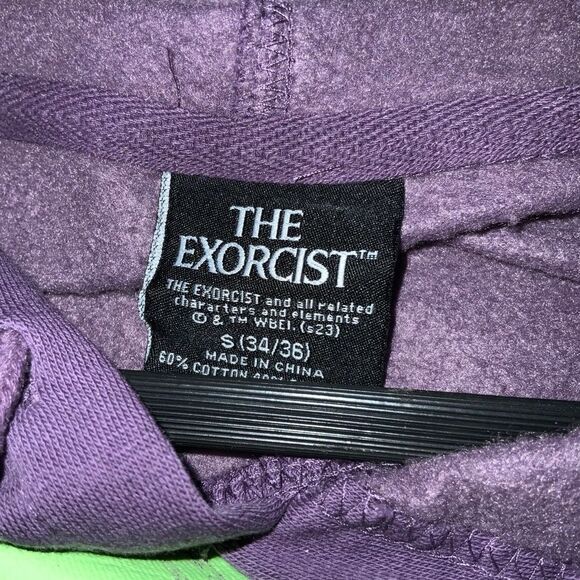 THE
EXORCIST™
THE EXORCIST and all related
characters and elements
© & TM WBEI. (s23)
S (34/36)
MADE IN CHINA
60% COTTON